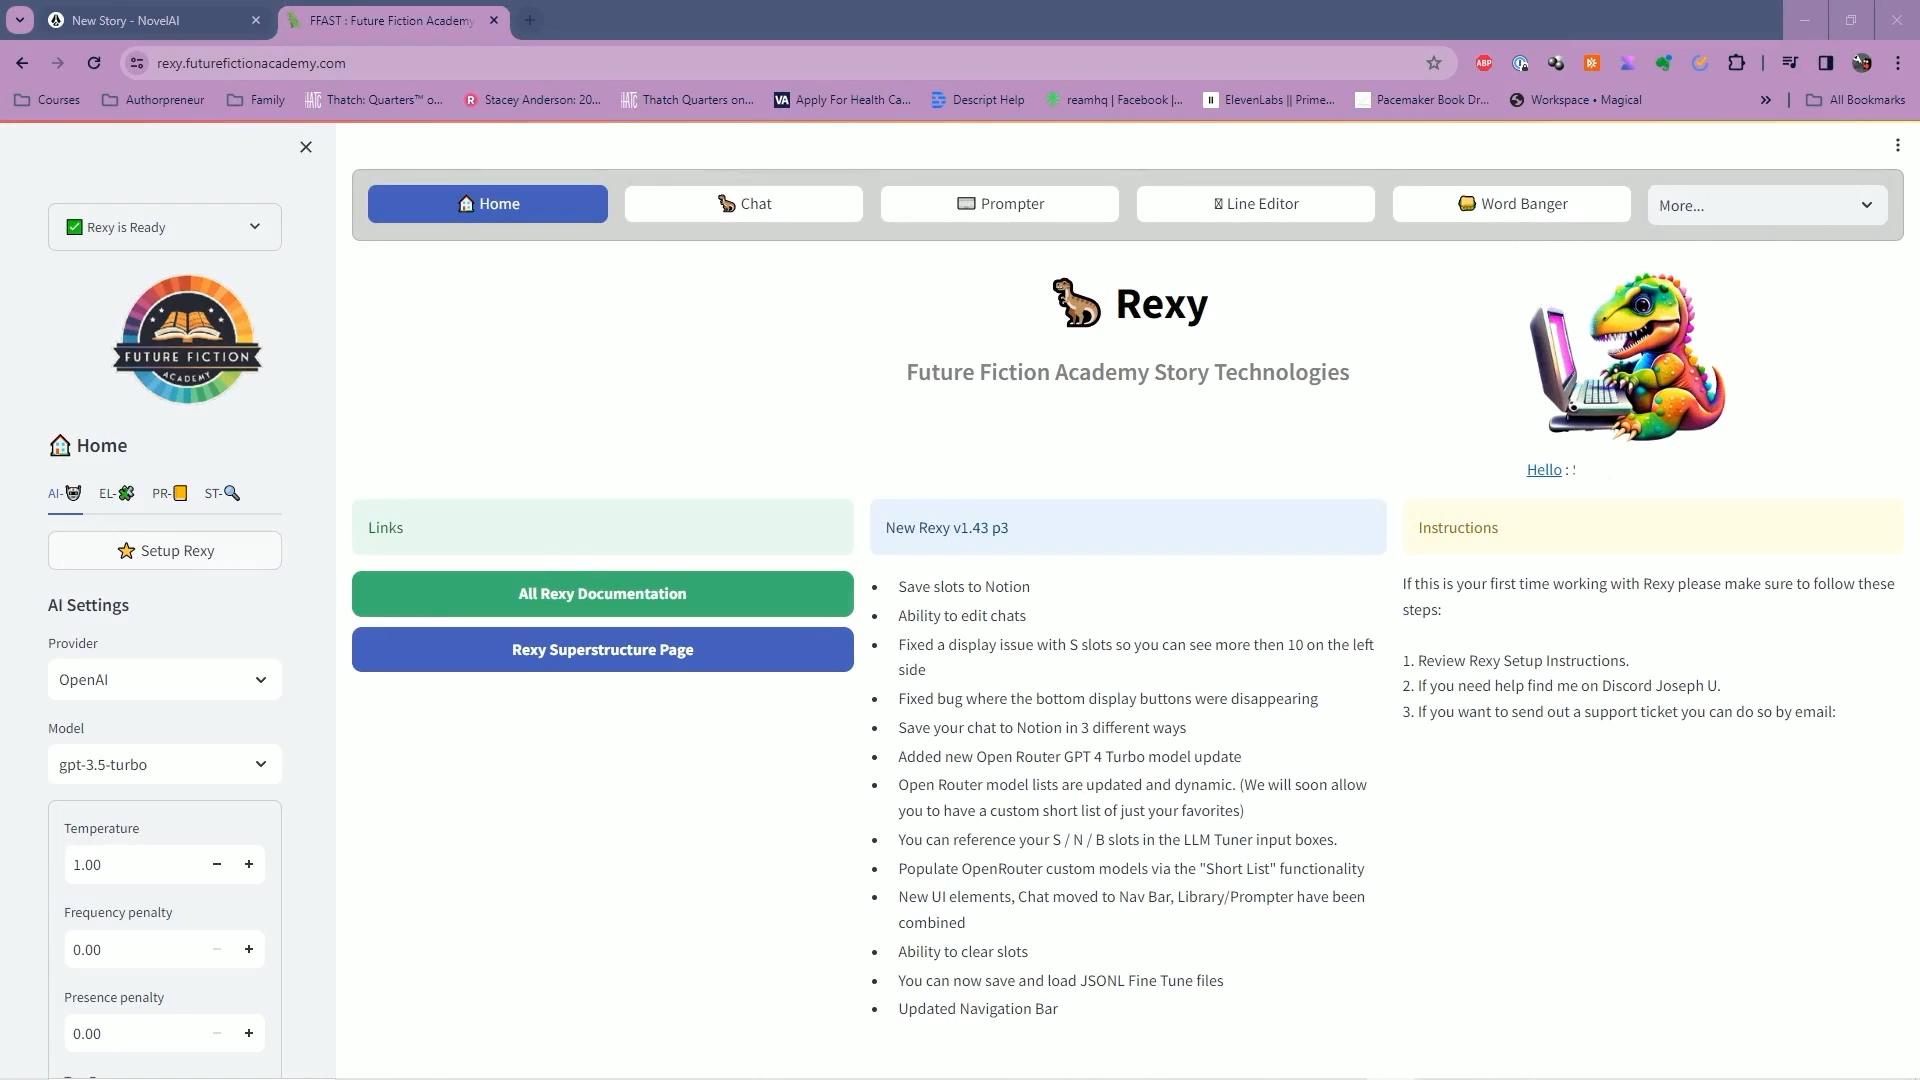 New Story - NovelAI
FFAST : Future Fiction Academy
rexy.futurefictionacademy.com
ABP
Courses
Authorpreneur
Family
HATC
Thatch: Quarters™ o...
R
Stacey Anderson: 20...
HATC
Thatch Quarters on...
VA
Apply For Health Ca...
Descript Help
reamhq | Facebook |...
II
ElevenLabs || Prime...
Pacemaker Book Dr...
Workspace • Magical
»
All Bookmarks
Rexy is Ready
FUTURE FICTION
ACADEMY
Home
AI-
EL-
PR-
ST-
Setup Rexy
AI Settings
Provider
OpenAI
Model
gpt-3.5-turbo
Temperature
1.00
Frequency penalty
0.00
Presence penalty
0.00
Home
Chat
Prompter
Line Editor
Word Banger
More...
Rexy
Future Fiction Academy Story Technologies
Hello :
Links
All Rexy Documentation
Rexy Superstructure Page
New Rexy v1.43 p3
• Save slots to Notion
• Ability to edit chats
• Fixed a display issue with S slots so you can see more then 10 on the left
side
• Fixed bug where the bottom display buttons were disappearing
• Save your chat to Notion in 3 different ways
• Added new Open Router GPT 4 Turbo model update
• Open Router model lists are updated and dynamic. (We will soon allow
you to have a custom short list of just your favorites)
• You can reference your S / N / B slots in the LLM Tuner input boxes.
• Populate OpenRouter custom models via the "Short List" functionality
• New UI elements, Chat moved to Nav Bar, Library/Prompter have been
combined
• Ability to clear slots
• You can now save and load JSONL Fine Tune files
• Updated Navigation Bar
Instructions
If this is your first time working with Rexy please make sure to follow these
steps:
1. Review Rexy Setup Instructions.
2. If you need help find me on Discord Joseph U.
3. If you want to send out a support ticket you can do so by email: